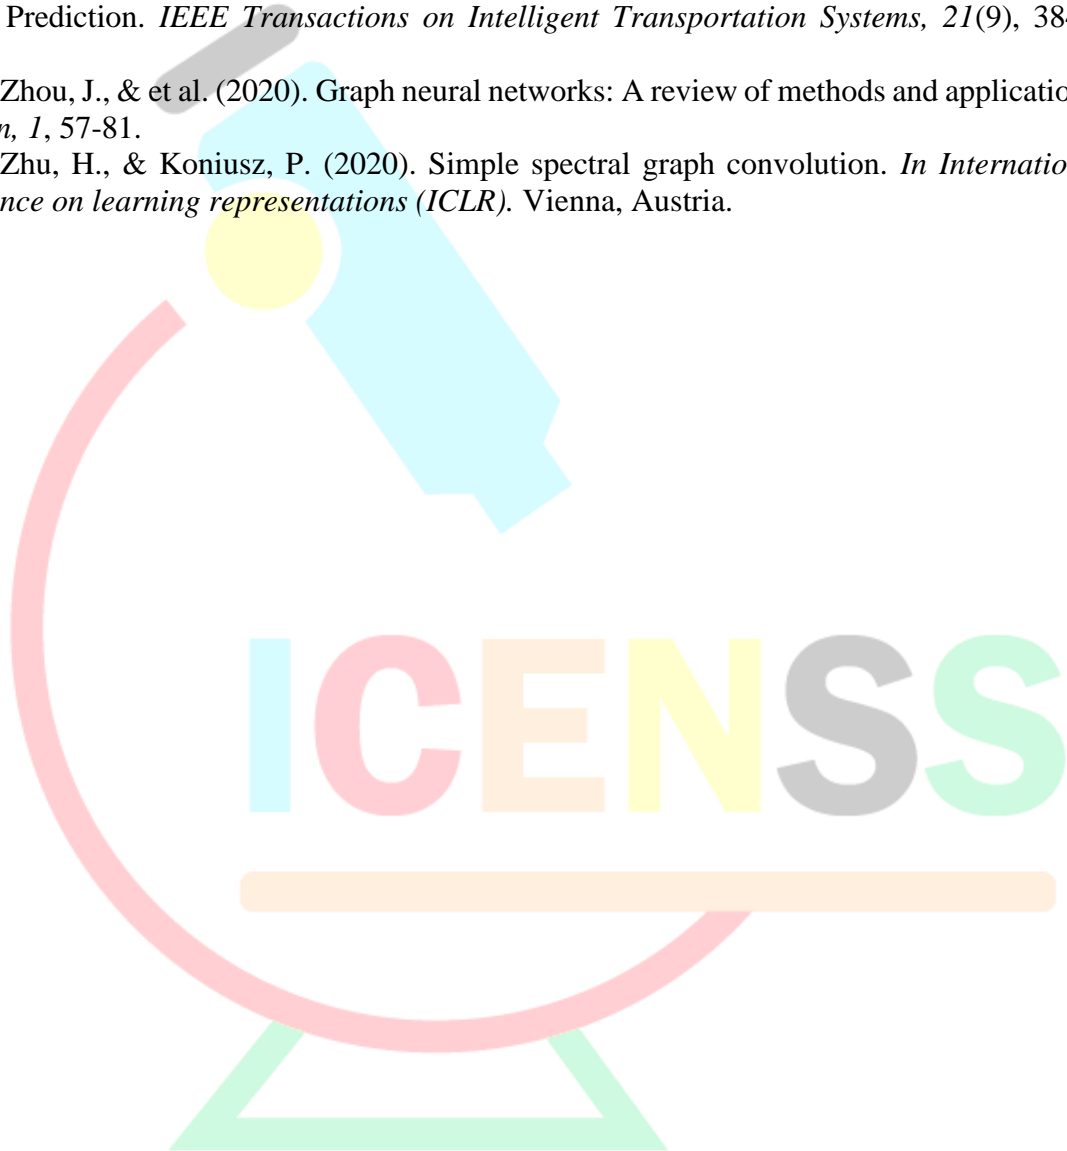 Prediction. IEEE Transactions on Intelligent Transportation Systems, 21(9), 384
Zhou, J., & et al. (2020). Graph neural networks: A review of methods and applicatio
n, 1, 57-81.
Zhu, H., & Koniusz, P. (2020). Simple spectral graph convolution. In Internatio
nce on learning representations (ICLR). Vienna, Austria.
ICENSS